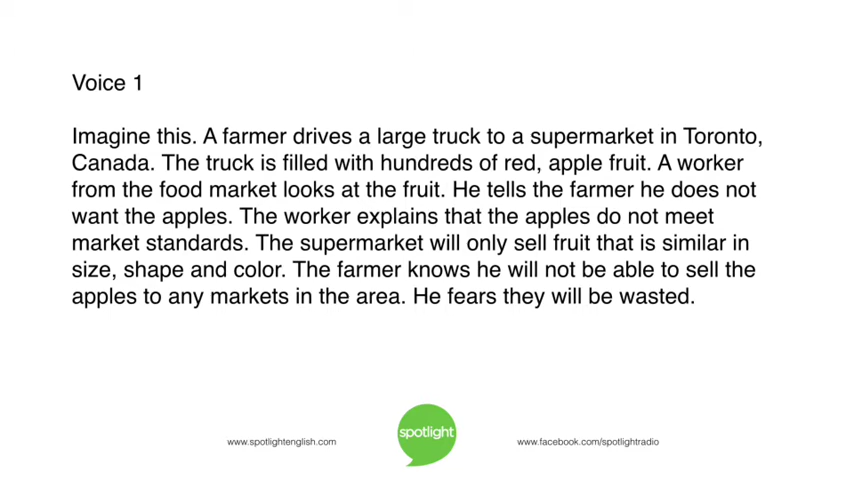 Voice 1
Imagine this. A farmer drives a large truck to a supermarket in Toronto,
Canada. The truck is filled with hundreds of red, apple fruit. A worker
from the food market looks at the fruit. He tells the farmer he does not
want the apples. The worker explains that the apples do not meet
market standards. The supermarket will only sell fruit that is similar in
size, shape and color. The farmer knows he will not be able to sell the
apples to any markets in the area. He fears they will be wasted.
spotlight
www.spotlightenglish.com
www.facebook.com/spotlightradio